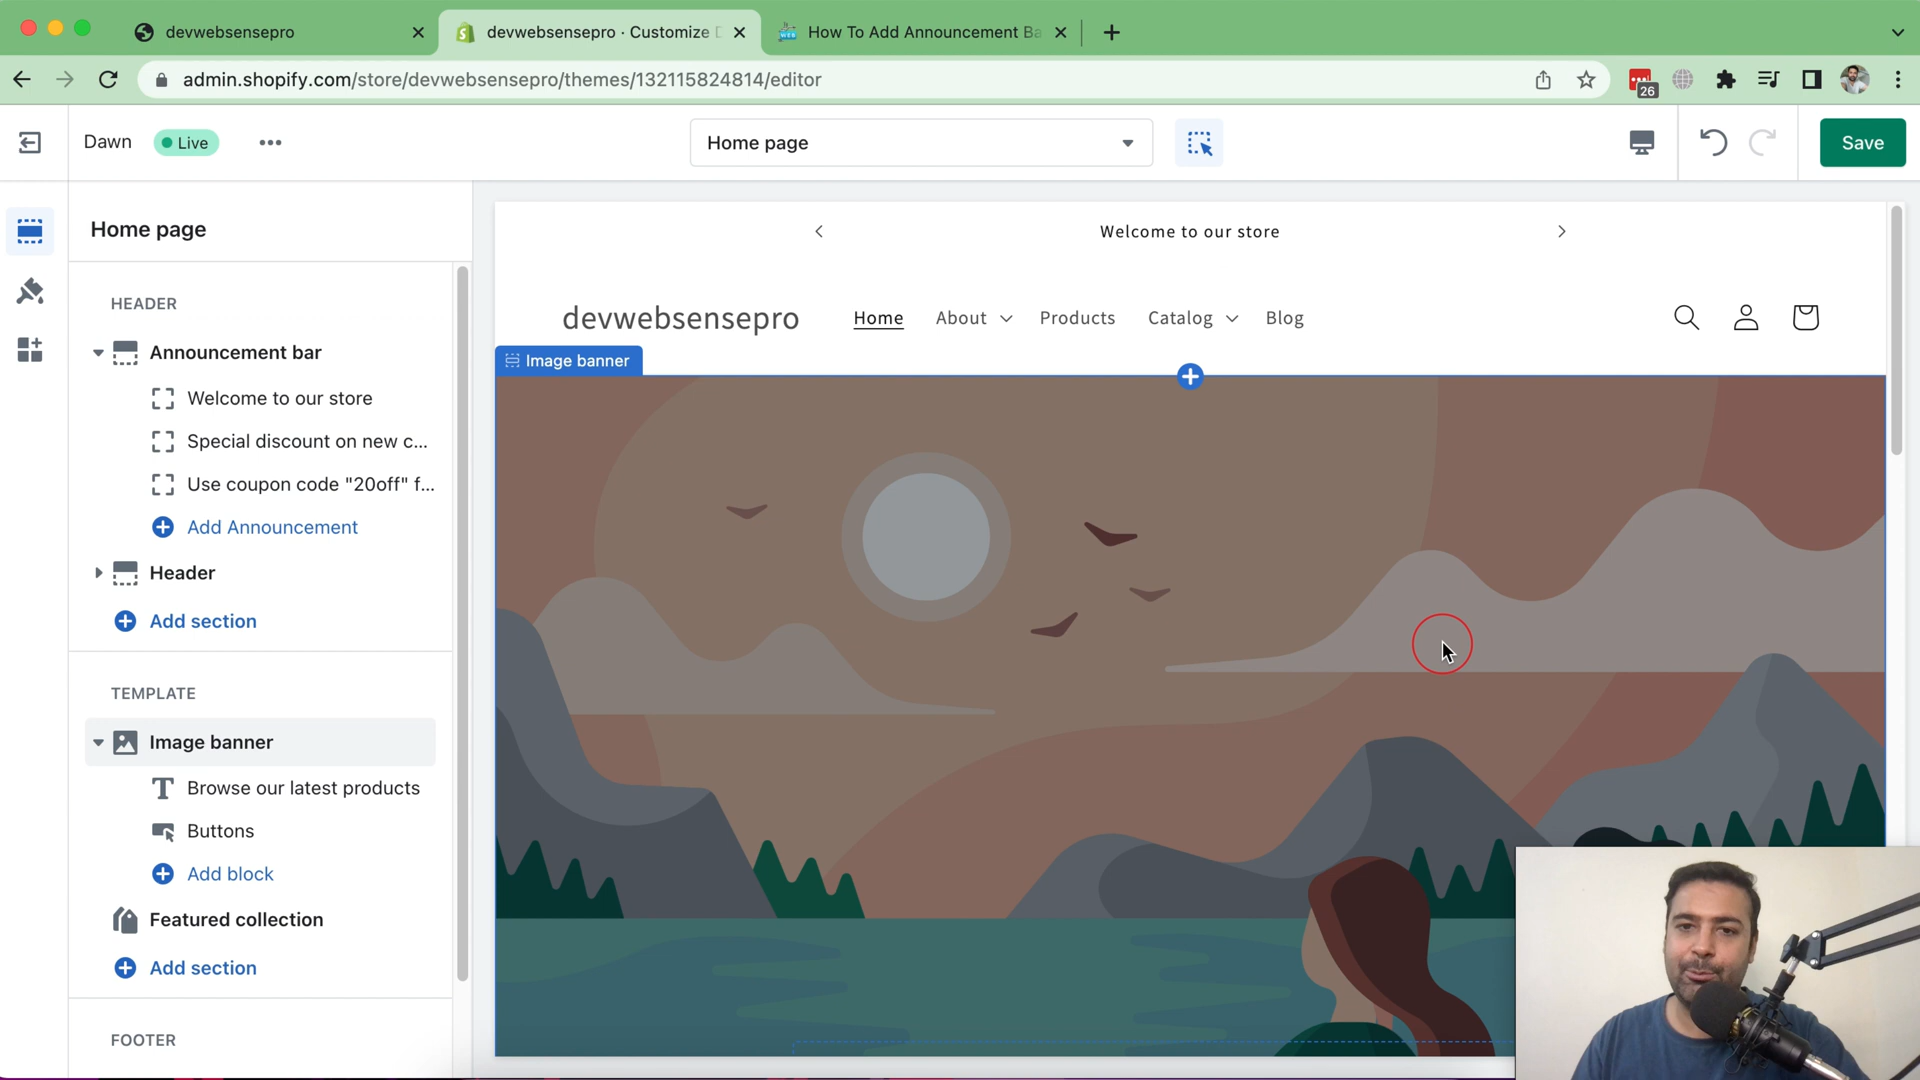 devwebsensepro
devwebsensepro · Customize D
How To Add Announcement Ba
admin.shopify.com/store/devwebsensepro/themes/132115824814/editor
26
Dawn
Live
Home page
Save
Home page
HEADER
Announcement bar
Welcome to our store
Special discount on new c...
Use coupon code "20off" f...
Add Announcement
Header
Add section
TEMPLATE
Image banner
Browse our latest products
Buttons
Add block
Featured collection
Add section
FOOTER
Welcome to our store
devwebsensepro
Home
About
Products
Catalog
Blog
Image banner